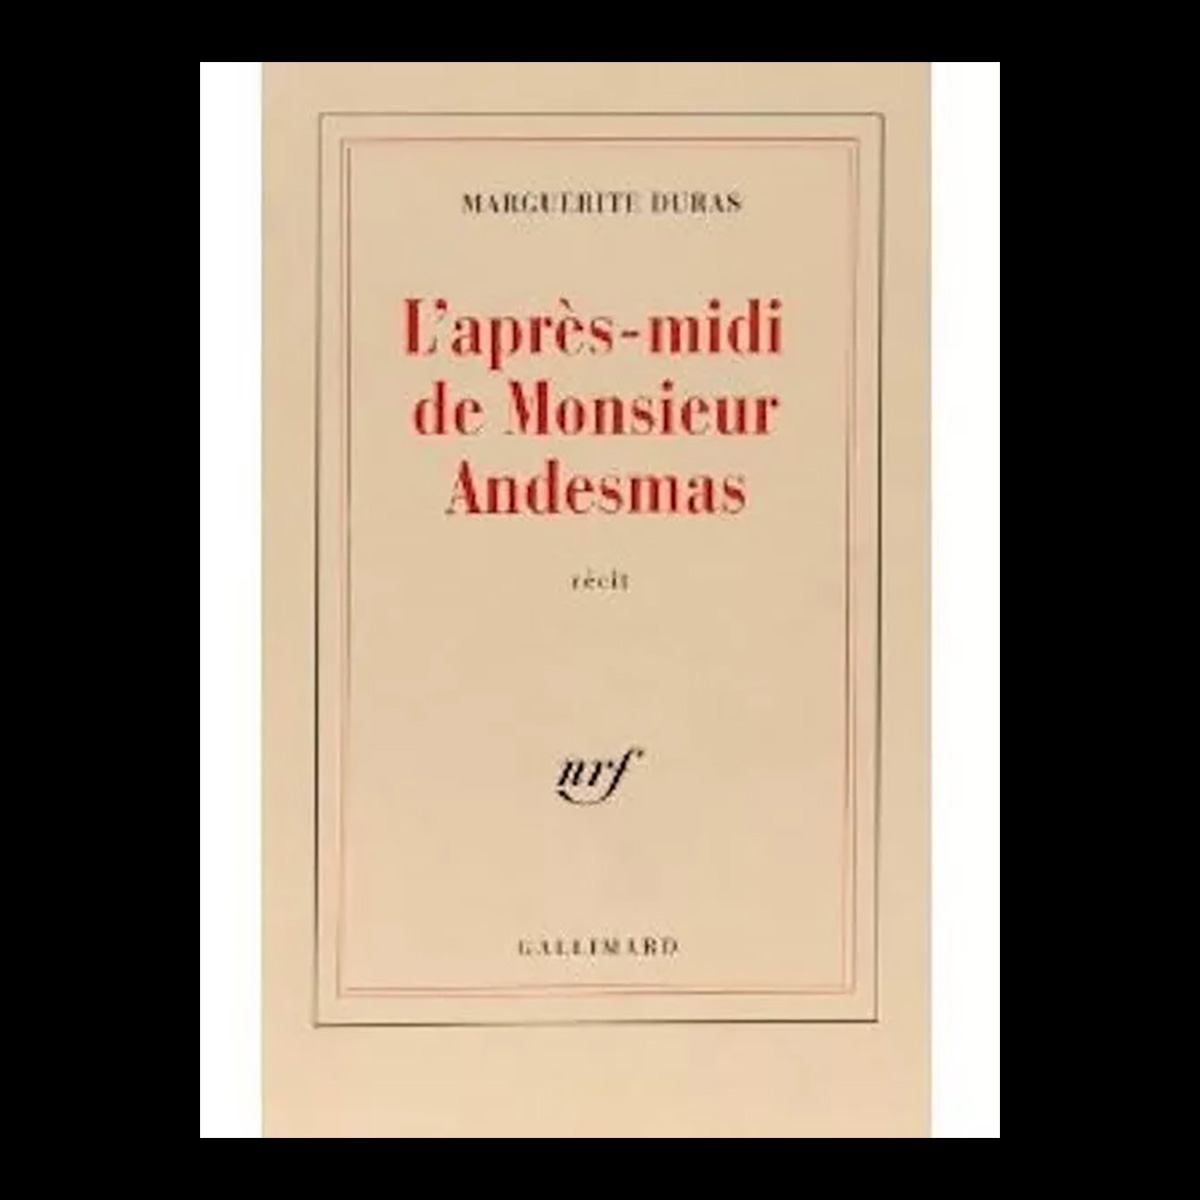 MARGUERITE DURAS
L'après-midi
de Monsieur
Andesmas
récit
nrf
GALLIMARD